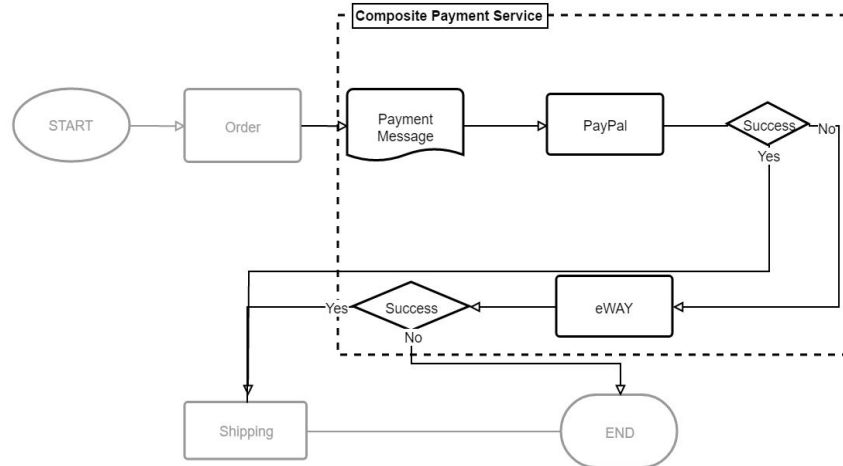 Composite Payment Service
START
Order
Payment
Message
PayPal
Success
No
Yes
eWAY
Success
Yes
No
Shipping
END